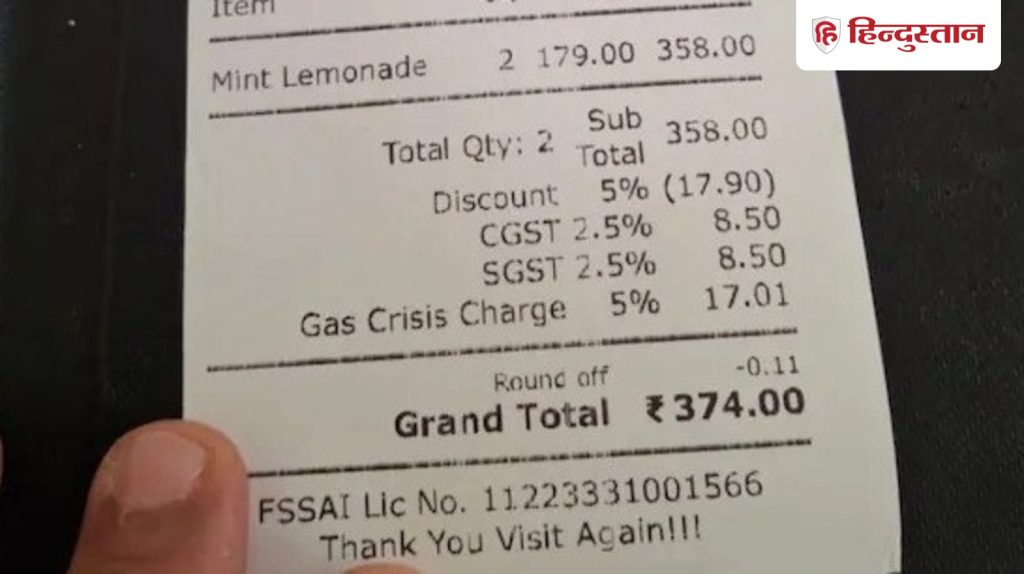 हिन्दुस्तान
Item
Mint Lemonade 2 179.00 358.00
Total Qty: 2 Sub Total 358.00
Discount 5% (17.90)
CGST 2.5% 8.50
SGST 2.5% 8.50
Gas Crisis Charge 5% 17.01
Round off -0.11
Grand Total ₹374.00
FSSAI Lic No. 11223331001566
Thank You Visit Again!!!